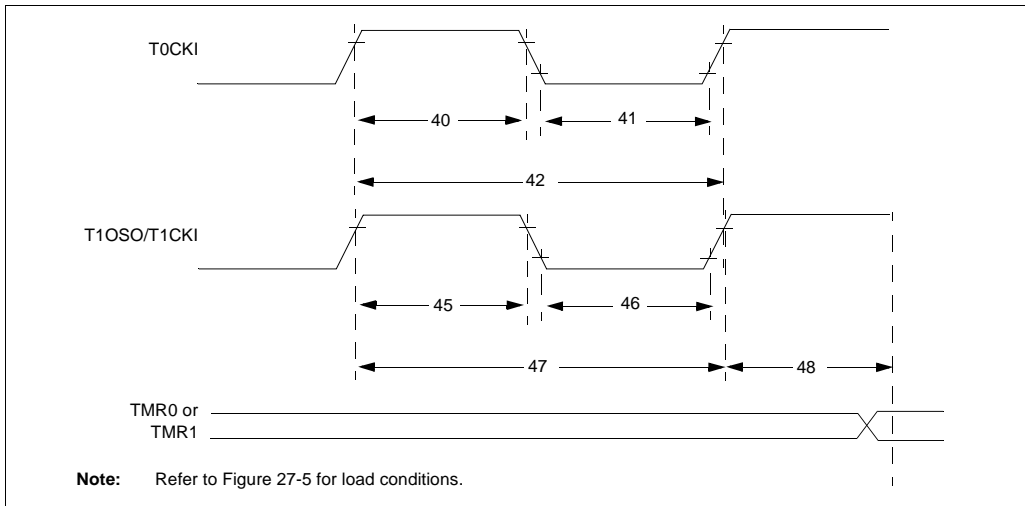 T0CKI
40
41
42
T1OSO/T1CKI
45
46
47
48
TMR0 or
TMR1
Note: Refer to Figure 27-5 for load conditions.